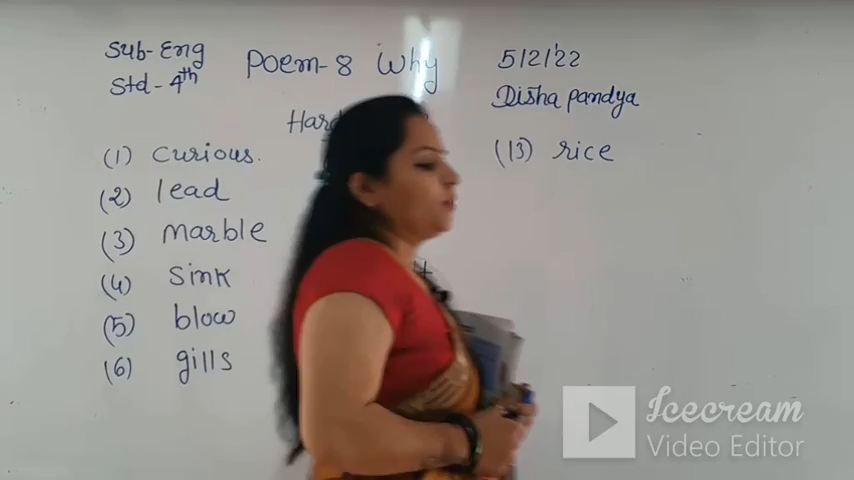 Sub- Eng
Std- 4th
Poem-8 Why
5/2/22
Disha pandya
(1) curious.
(2) lead
(3) marble
(4) sink
(5) blow
(6) gills
(13) rice
Icecream
Video Editor